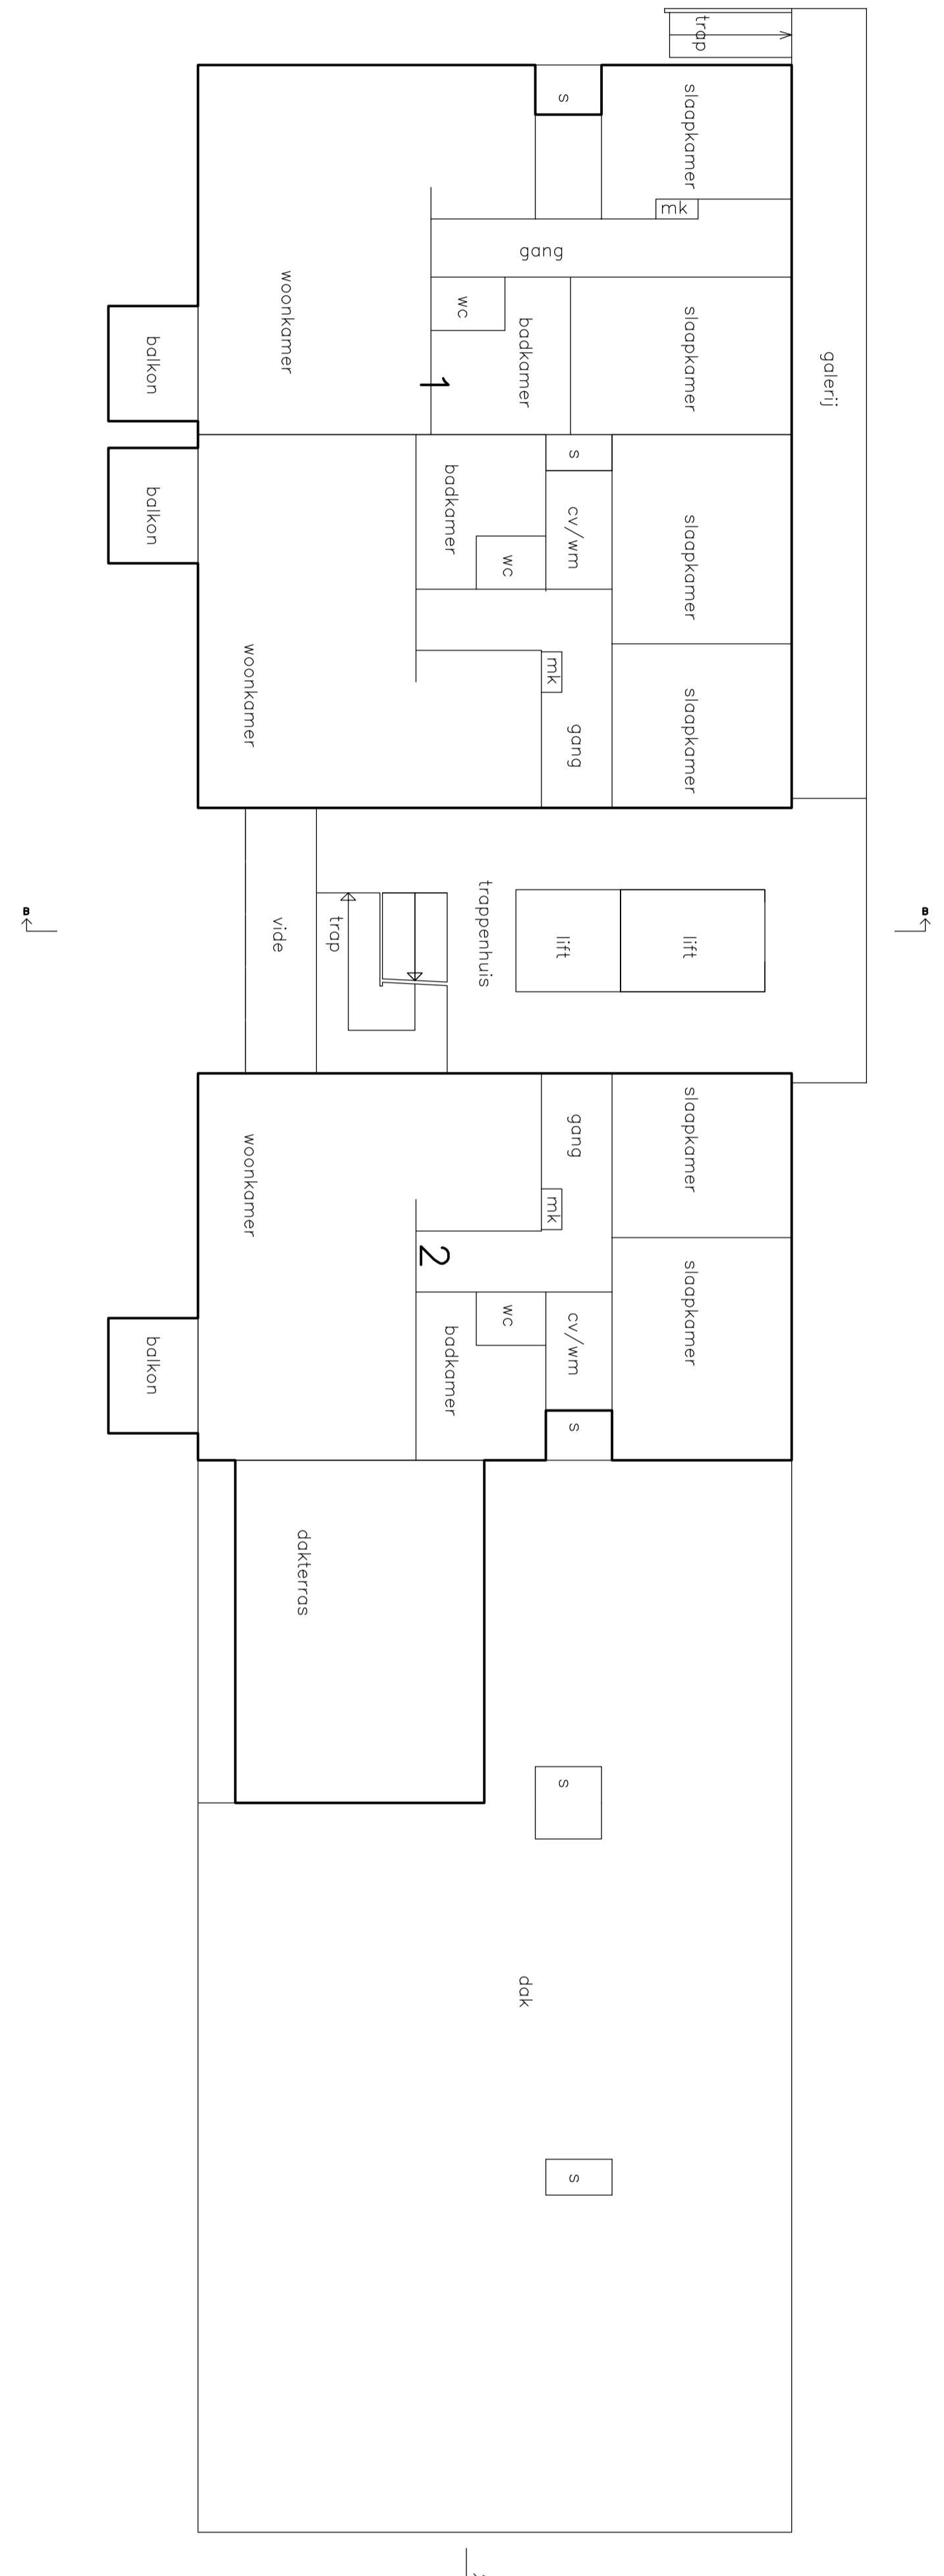 trap
s
slaapkamer
mk
gang
woonkamer
wc
badkamer
slaapkamer
galerij
balkon
1
s
badkamer
cv/wm
slaapkamer
balkon
wc
woonkamer
mk
gang
slaapkamer
B
vide
trap
trappenhuis
lift
lift
B
woonkamer
gang
slaapkamer
mk
2
slaapkamer
wc
cv/wm
balkon
badkamer
s
dakterras
s
dak
s